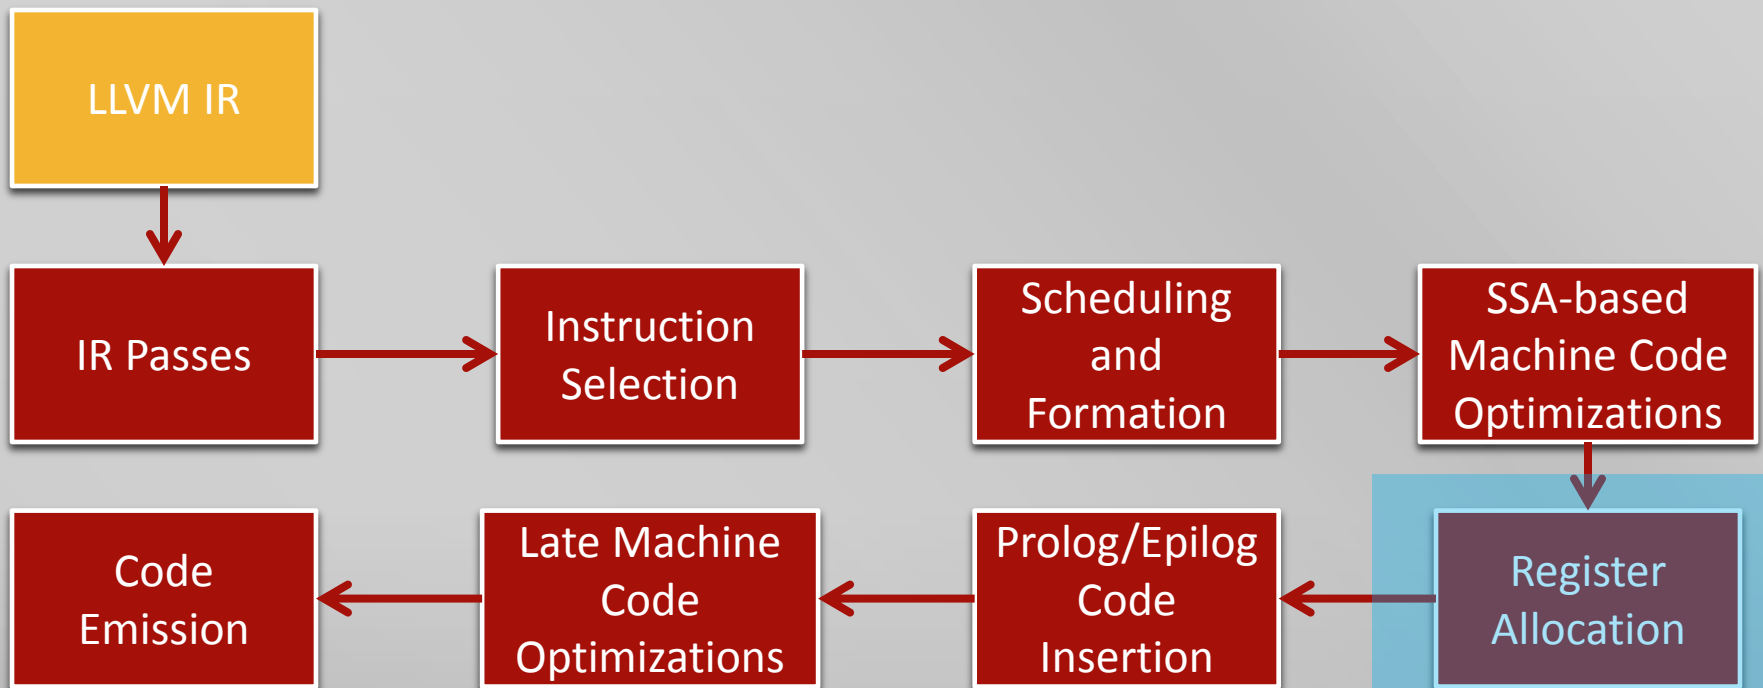 LLVM IR
IR Passes
Instruction
Selection
Scheduling
and
Formation
SSA-based
Machine Code
Optimizations
Register
Allocation
Prolog/Epilog
Code
Insertion
Late Machine
Code
Optimizations
Code
Emission